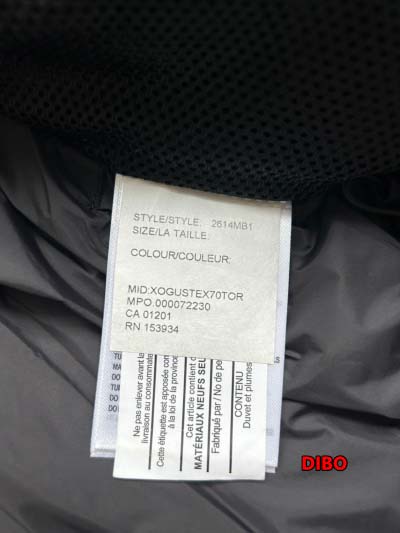 STYLE/STYLE: 2614MB1
SIZE/LA TAILLE:
COLOUR/COULEUR:
MID:XOGUSTEX70TOR
MPO.000072230
CA 01201
RN 153934
Ne pas enlever avant la
livraison au consommate
Cette étiquette est apposée con
à la loi de la province
Cet article contient d
MATÉRIAUX NEUFS SEU
Fabriqué par / No de pe
CONTENU
Duvet et plumes
DIBO